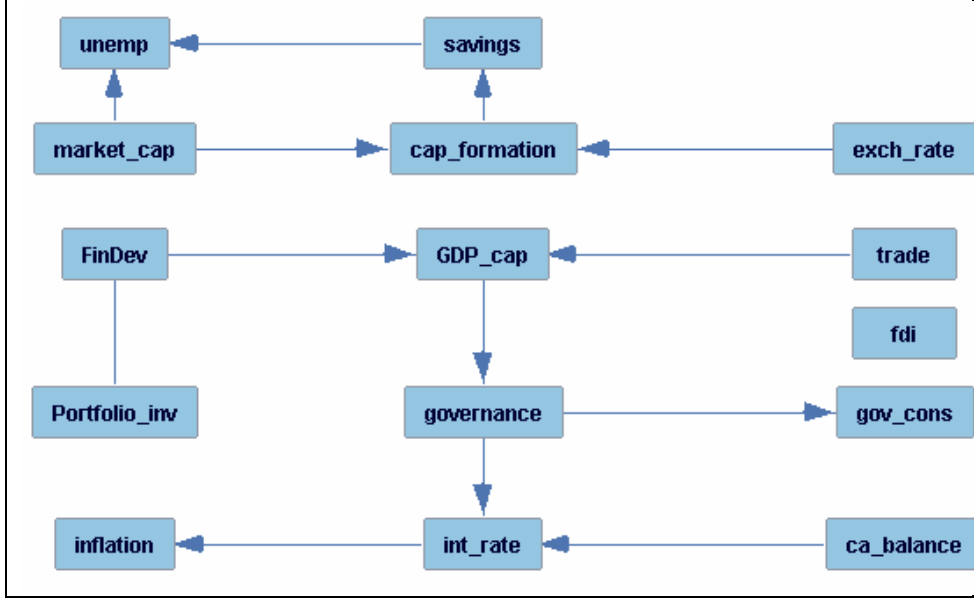 unemp
savings
market_cap
cap_formation
exch_rate
FinDev
GDP_cap
trade
fdi
Portfolio_inv
governance
gov_cons
inflation
int_rate
ca_balance